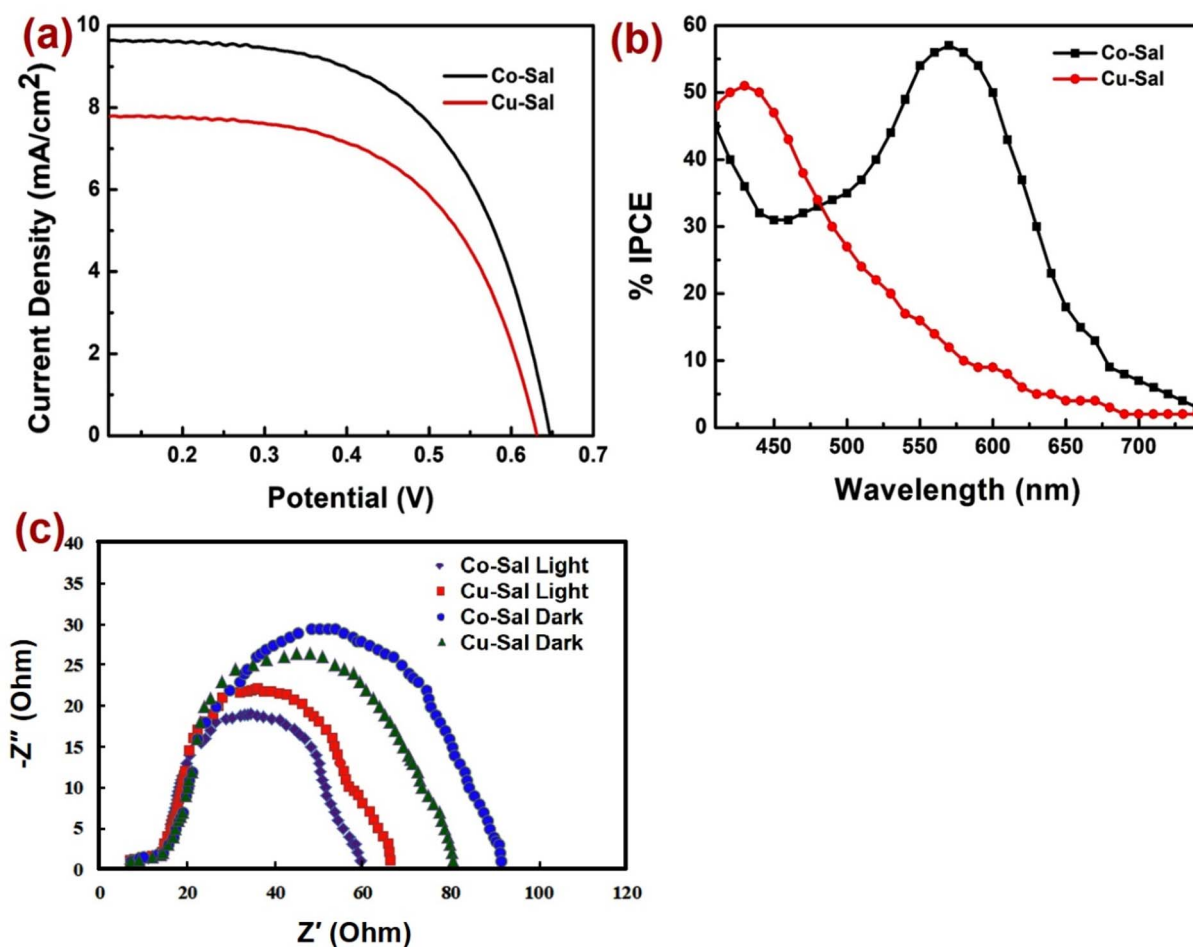 (a)
Current Density (mA/cm²)
10
8
6
4
2
0
Co-Sal
Cu-Sal
0.2 0.3 0.4 0.5 0.6 0.7
Potential (V)
(b)
% IPCE
60
50
40
30
20
10
0
Co-Sal
Cu-Sal
450 500 550 600 650 700
Wavelength (nm)
(c)
-Z″ (Ohm)
40
35
30
25
20
15
10
5
0
Co-Sal Light
Cu-Sal Light
Co-Sal Dark
Cu-Sal Dark
0 20 40 60 80 100 120
Z′ (Ohm)